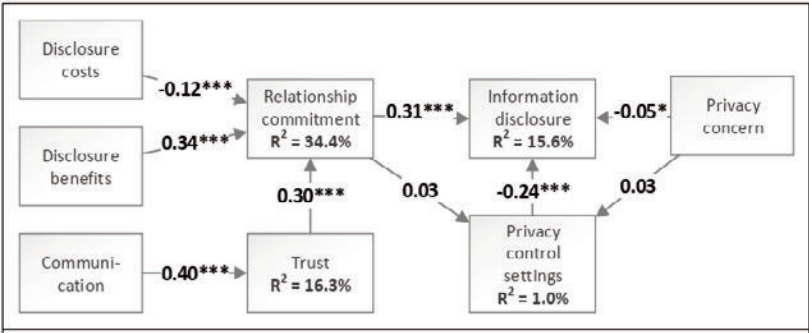 Disclosure
costs
-0.12***
Relationship
commitment
R² = 34.4%
0.31***
Information
disclosure
R² = 15.6%
-0.05*
Privacy
concern
Disclosure
benefits
0.34***
0.30***
0.03
-0.24***
0.03
Communi-
cation
0.40***
Trust
R² = 16.3%
Privacy
control
settings
R² = 1.0%